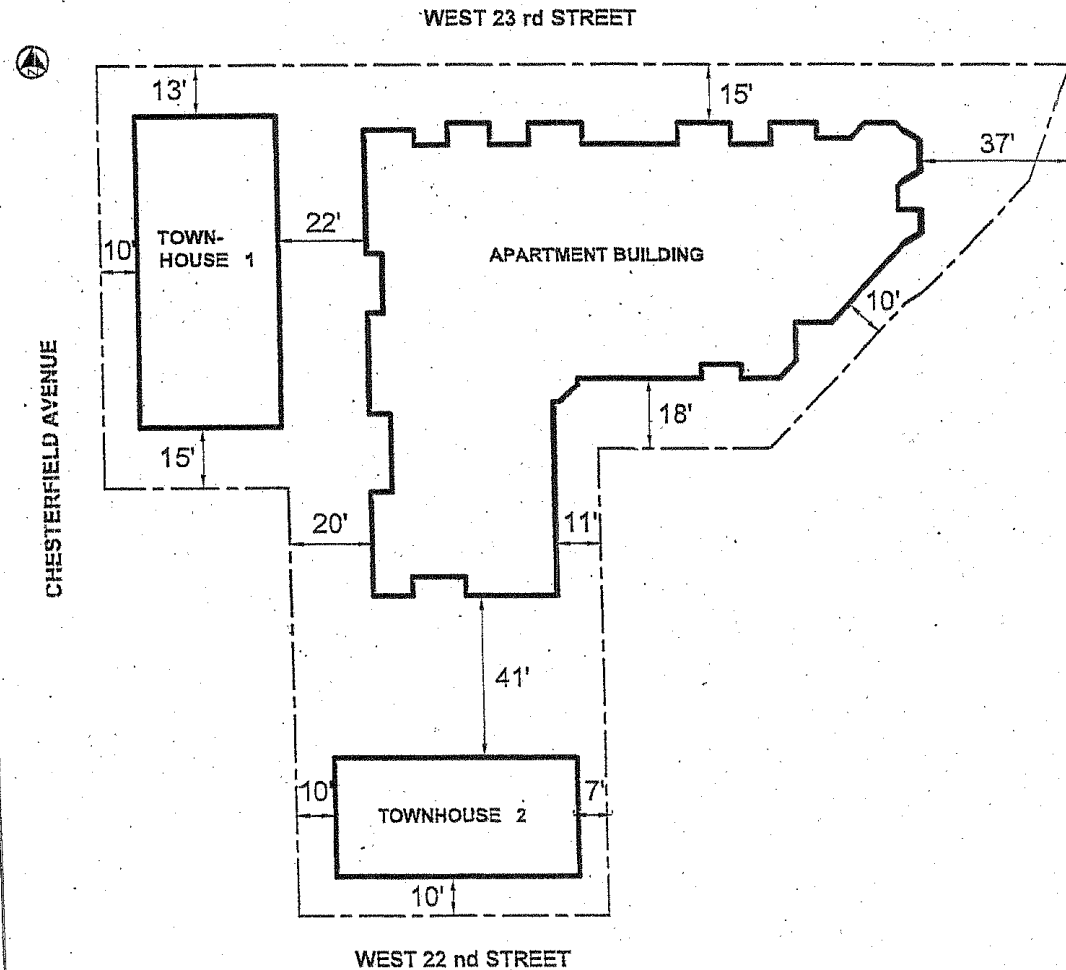 WEST 23 rd STREET
N
13'
15'
37'
22'
TOWN-
HOUSE 1
10'
APARTMENT BUILDING
10'
CHESTERFIELD AVENUE
18'
15'
20'
11'
41'
10'
TOWNHOUSE 2
7'
10'
WEST 22 nd STREET